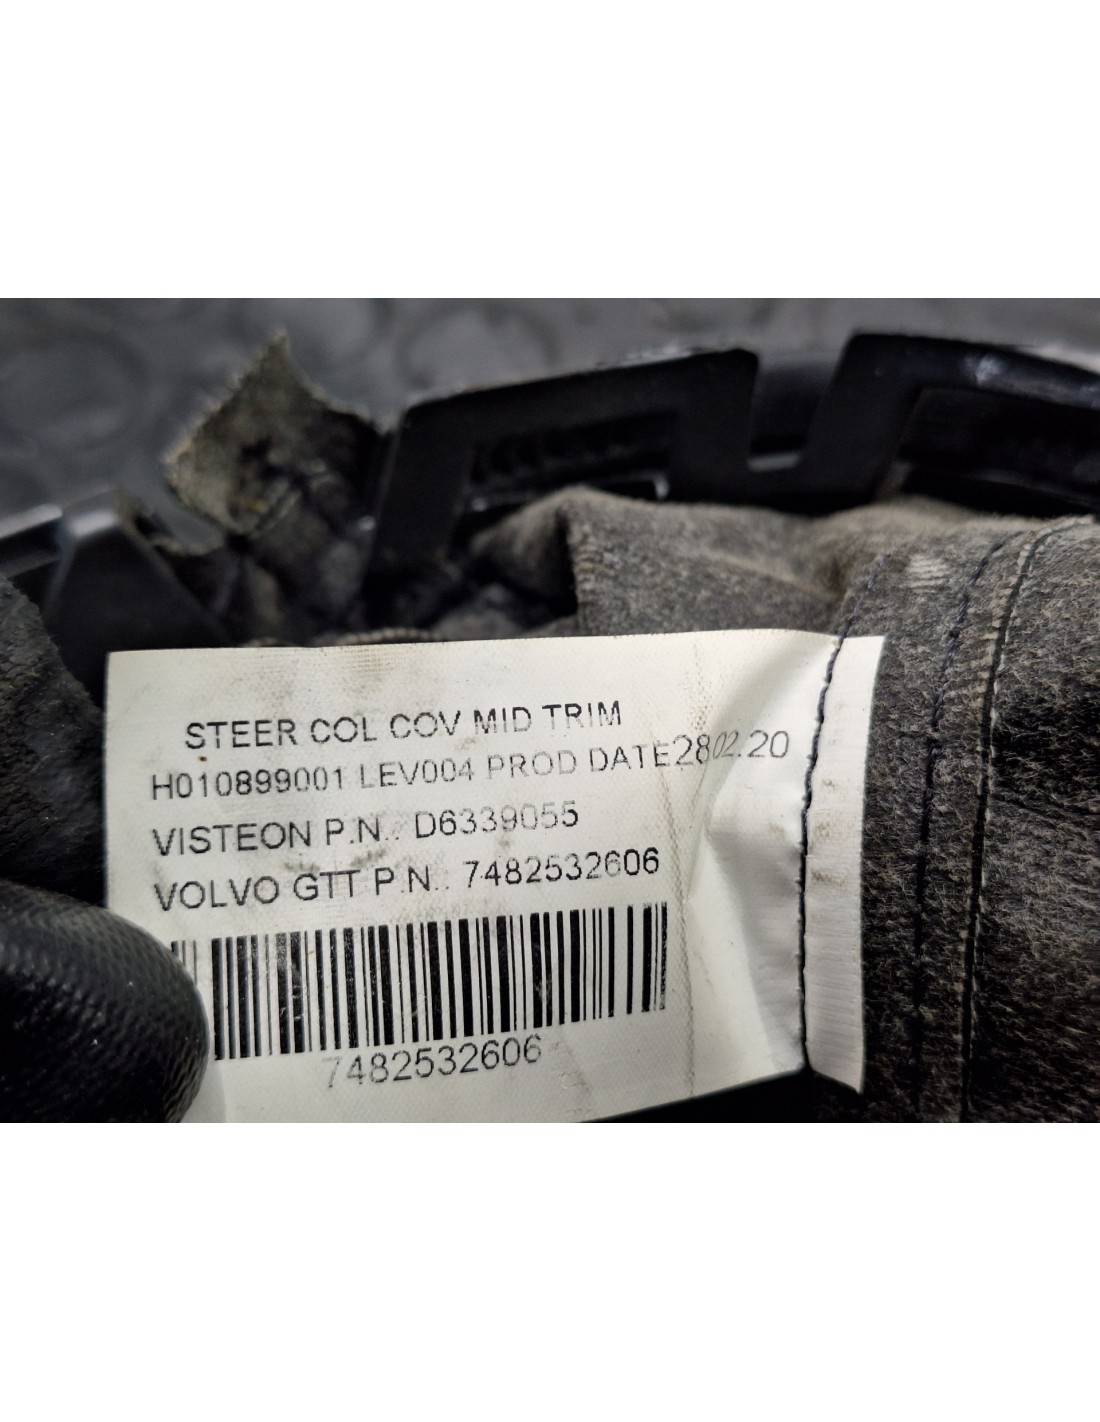 STEER COL COV MID TRIM
H010899001 LEV004 PROD DATE28.02.20
VISTEON P.N.: D6339055
VOLVO GTT P.N.: 7482532606
7482532606